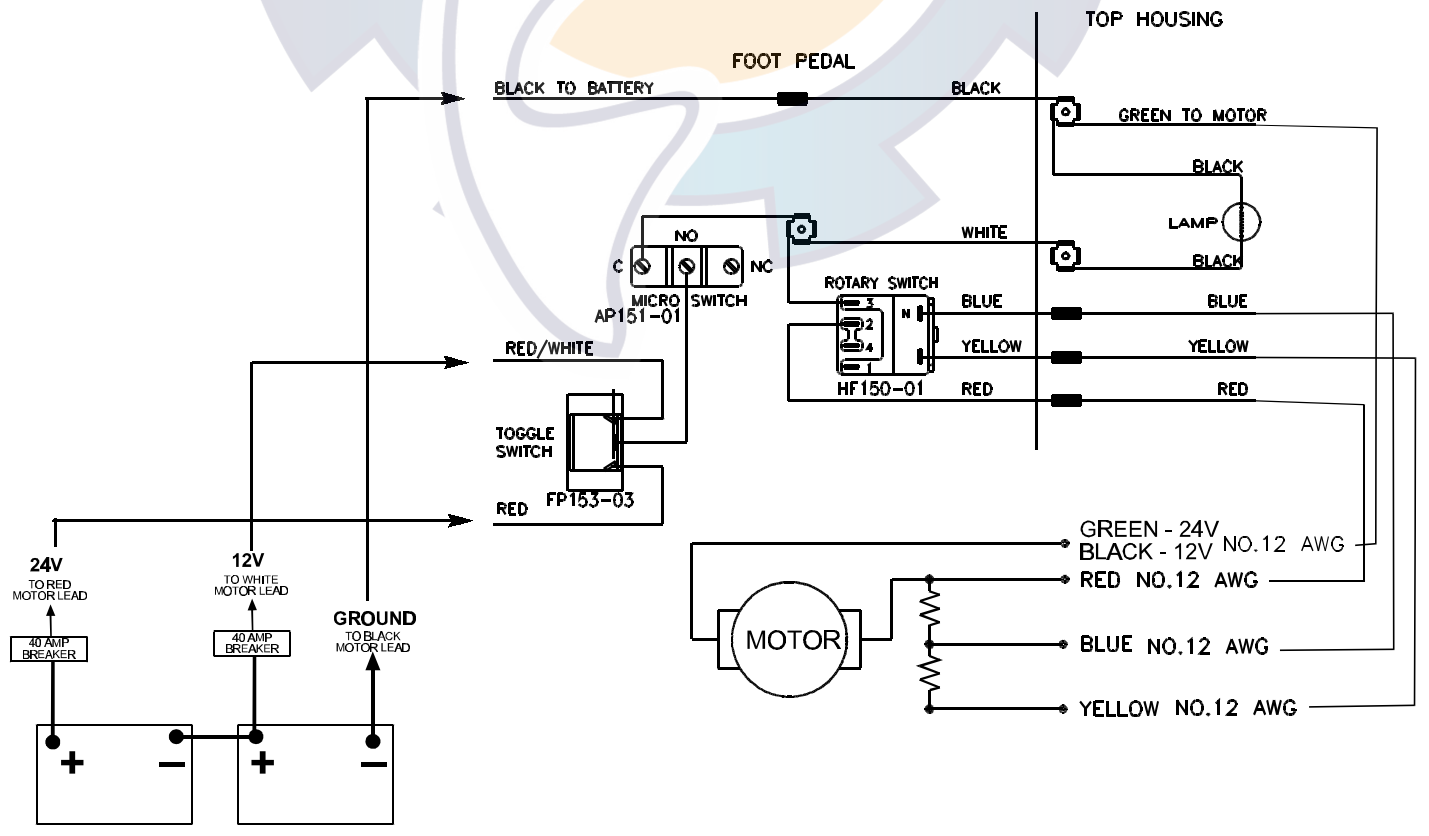 TOP HOUSING
FOOT PEDAL
BLACK TO BATTERY
BLACK
GREEN TO MOTOR
BLACK
LAMP
WHITE
BLACK
NO
C
NC
MICRO SWITCH
AP151-01
ROTARY SWITCH
3
2
4
1
N
HF150-01
BLUE
BLUE
YELLOW
YELLOW
RED
RED
RED/WHITE
TOGGLE
SWITCH
FP153-03
RED
24V
TO RED
MOTOR LEAD
40 AMP
BREAKER
12V
TO WHITE
MOTOR LEAD
40 AMP
BREAKER
GROUND
TO BLACK
MOTOR LEAD
+
−
+
−
MOTOR
GREEN - 24V
BLACK - 12V
NO.12 AWG
RED NO.12 AWG
BLUE NO.12 AWG
YELLOW NO.12 AWG